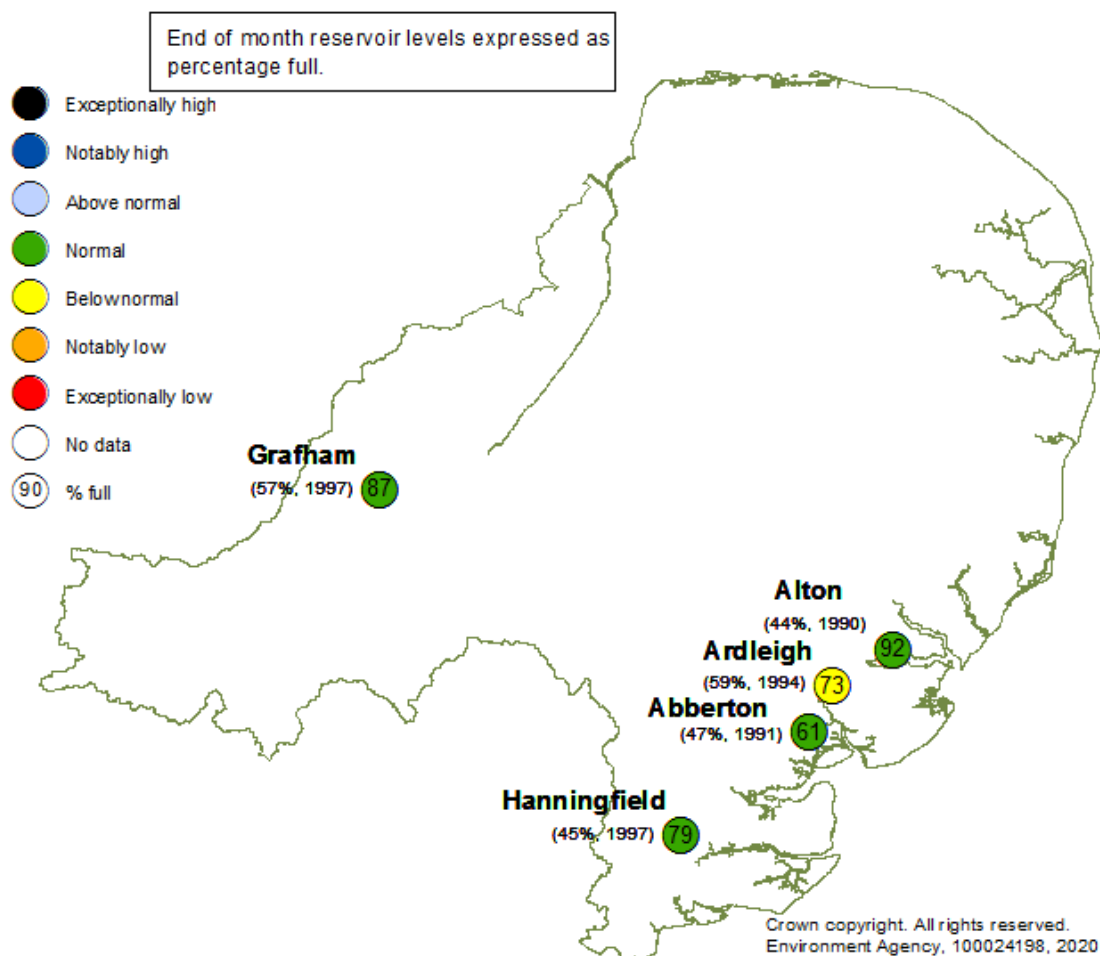 End of month reservoir levels expressed as
percentage full.
Exceptionally high
Notably high
Above normal
Normal
Below normal
Notably low
Exceptionally low
No data
90 % full
Grafham
(57%, 1997) 87
Alton
(44%, 1990) 92
Ardleigh
(59%, 1994) 73
Abberton
(47%, 1991) 61
Hanningfield
(45%, 1997) 79
Crown copyright. All rights reserved.
Environment Agency, 100024198, 2020